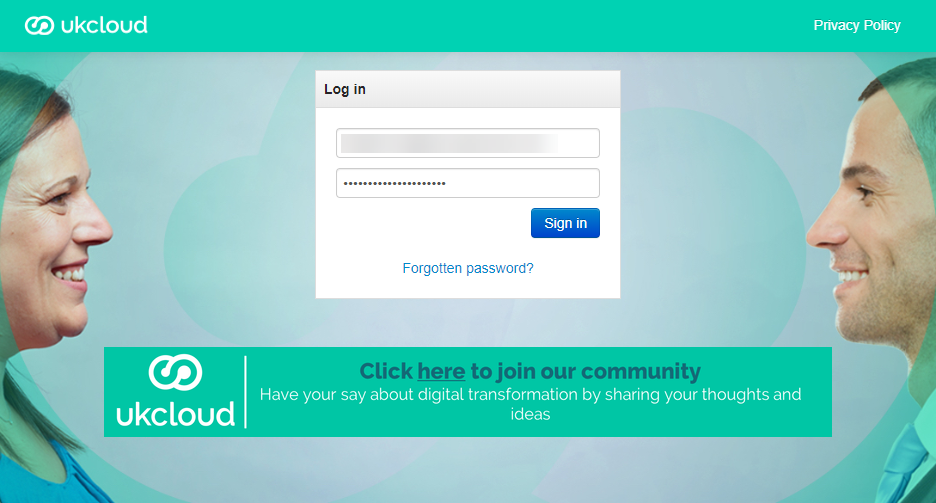 ukcloud
Privacy Policy
Log in
Sign in
Forgotten password?
ukcloud
Click here to join our community
Have your say about digital transformation by sharing your thoughts and
ideas